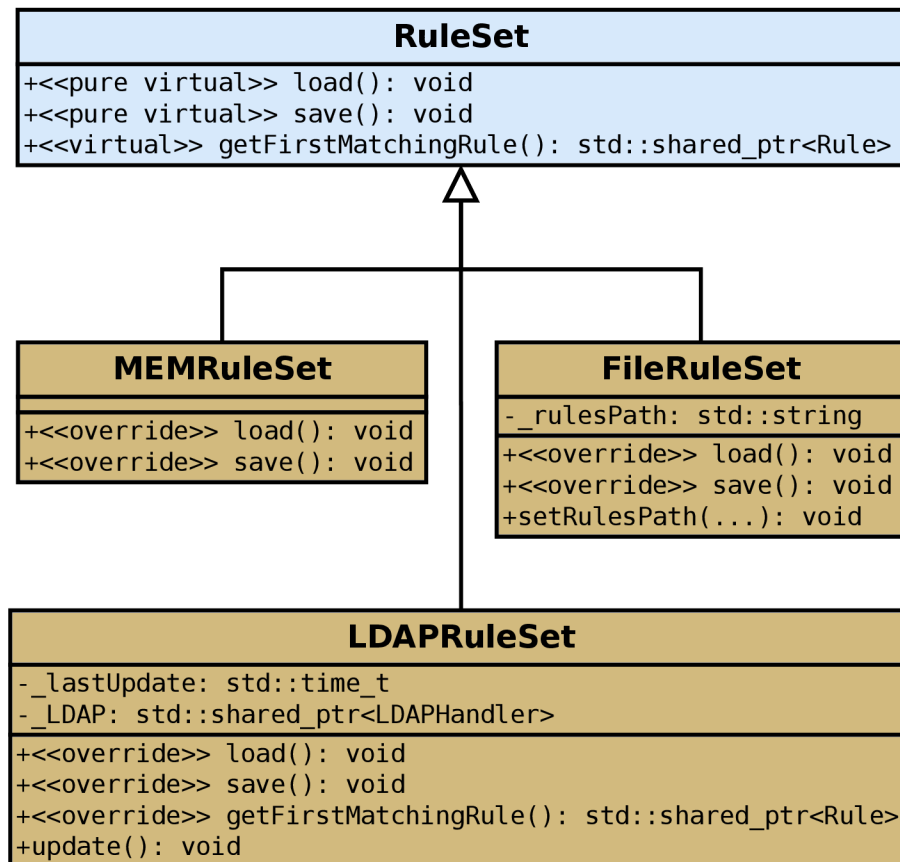 RuleSet
+<<pure virtual>> load(): void
+<<pure virtual>> save(): void
+<<virtual>> getFirstMatchingRule(): std::shared_ptr<Rule>
MEMRuleSet
+<<override>> load(): void
+<<override>> save(): void
FileRuleSet
-_rulesPath: std::string
+<<override>> load(): void
+<<override>> save(): void
+setRulesPath(...): void
LDAPRuleSet
-_lastUpdate: std::time_t
-_LDAP: std::shared_ptr<LDAPHandler>
+<<override>> load(): void
+<<override>> save(): void
+<<override>> getFirstMatchingRule(): std::shared_ptr<Rule>
+update(): void